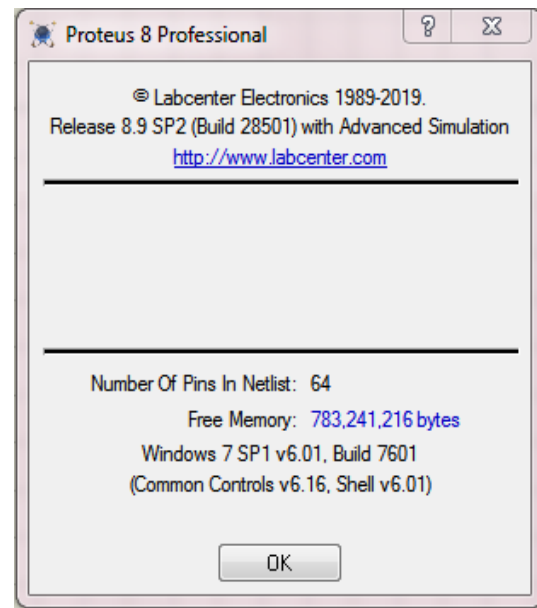 Proteus 8 Professional
© Labcenter Electronics 1989-2019.
Release 8.9 SP2 (Build 28501) with Advanced Simulation
http://www.labcenter.com
Number Of Pins In Netlist: 64
Free Memory: 783,241,216 bytes
Windows 7 SP1 v6.01, Build 7601
(Common Controls v6.16, Shell v6.01)
OK